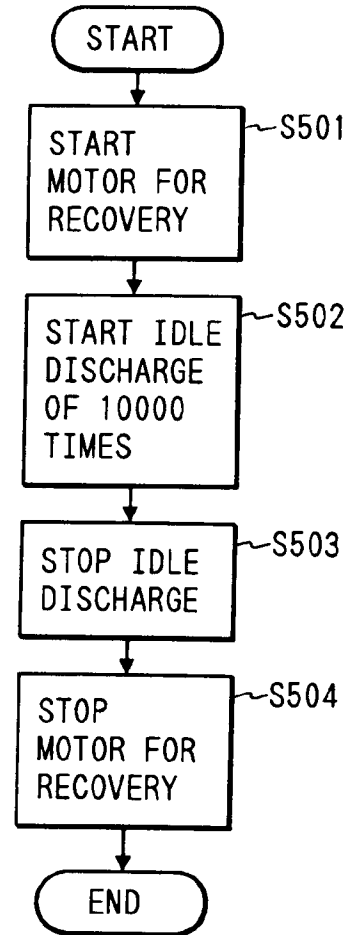 START
S501
START
MOTOR FOR
RECOVERY
S502
START IDLE
DISCHARGE
OF 10000
TIMES
S503
STOP IDLE
DISCHARGE
S504
STOP
MOTOR FOR
RECOVERY
END